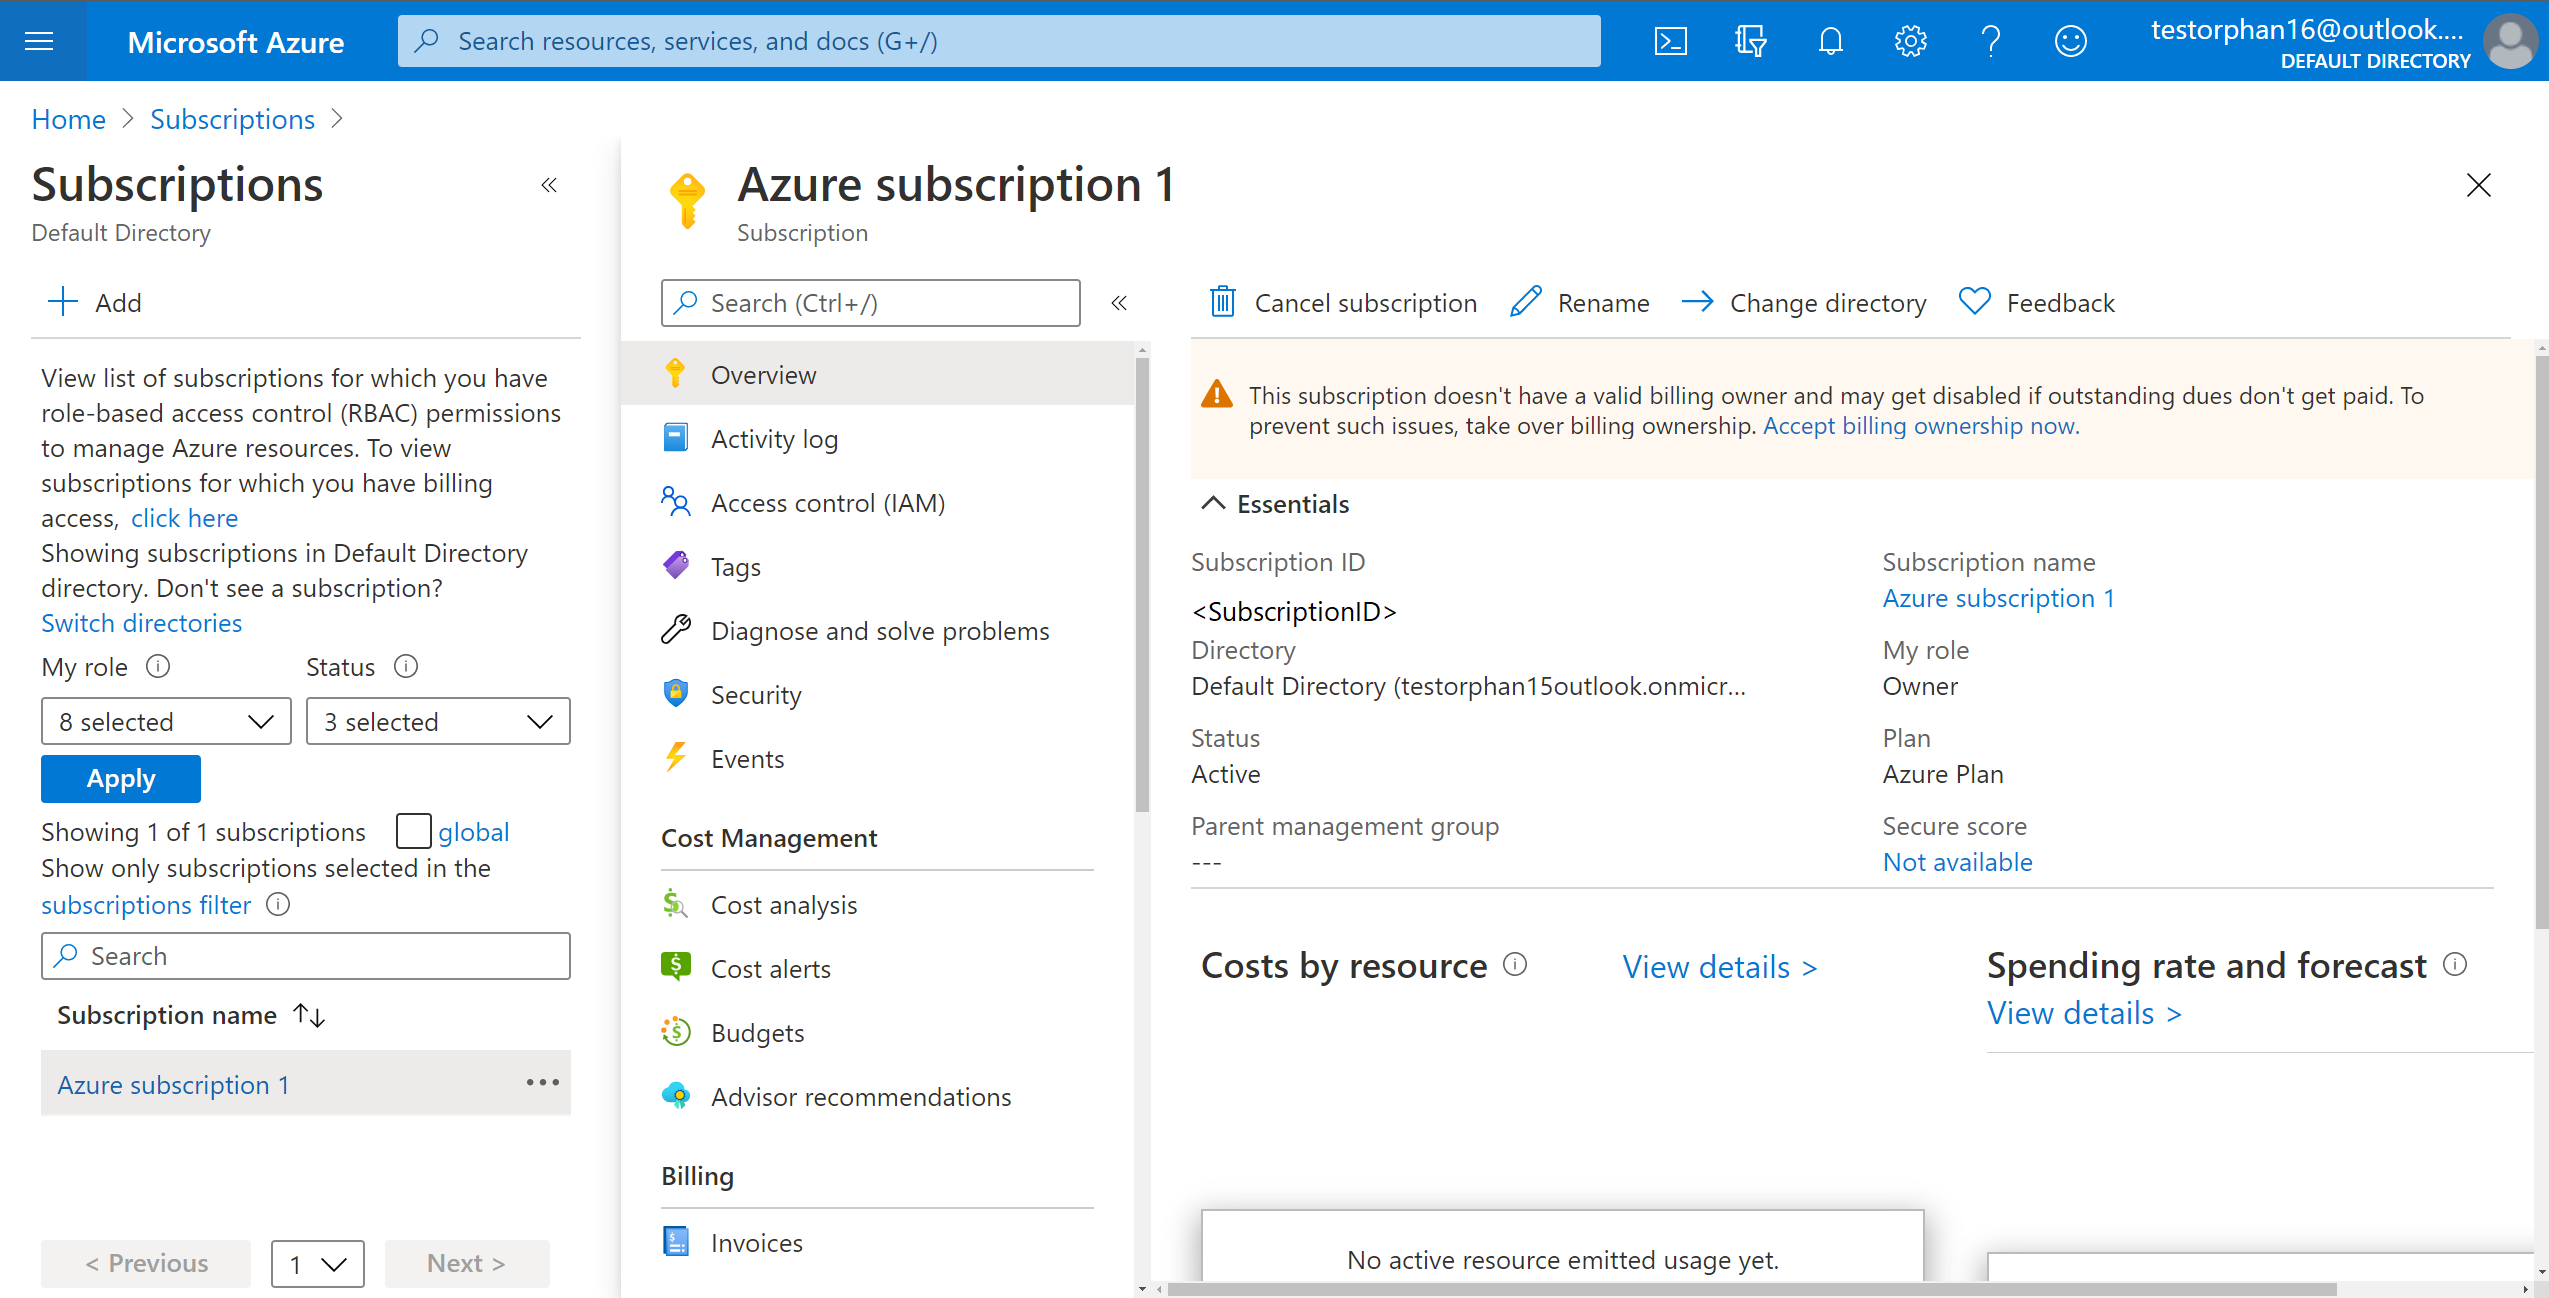 Microsoft Azure
Search resources, services, and docs (G+/)
testorphan16@outlook....
DEFAULT DIRECTORY
Home
Subscriptions
Subscriptions
Default Directory
Add
View list of subscriptions for which you have
role-based access control (RBAC) permissions
to manage Azure resources. To view
subscriptions for which you have billing
access, click here
Showing subscriptions in Default Directory
directory. Don't see a subscription?
Switch directories
My role
Status
8 selected
3 selected
Apply
Showing 1 of 1 subscriptions
global
Show only subscriptions selected in the
subscriptions filter
Search
Subscription name
Azure subscription 1
< Previous
1
Next >
Azure subscription 1
Subscription
Search (Ctrl+/)
Overview
Activity log
Access control (IAM)
Tags
Diagnose and solve problems
Security
Events
Cost Management
Cost analysis
Cost alerts
Budgets
Advisor recommendations
Billing
Invoices
Cancel subscription
Rename
Change directory
Feedback
This subscription doesn't have a valid billing owner and may get disabled if outstanding dues don't get paid. To
prevent such issues, take over billing ownership. Accept billing ownership now.
Essentials
Subscription ID
<SubscriptionID>
Directory
Default Directory (testorphan15outlook.onmicr...
Status
Active
Parent management group
---
Subscription name
Azure subscription 1
My role
Owner
Plan
Azure Plan
Secure score
Not available
Costs by resource
View details >
Spending rate and forecast
View details >
No active resource emitted usage yet.